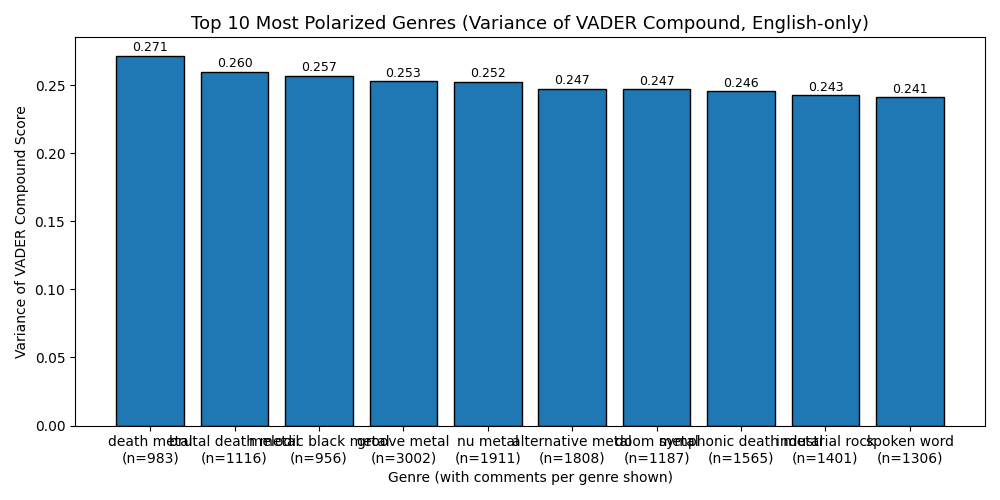 Top 10 Most Polarized Genres (Variance of VADER Compound, English-only)
Variance of VADER Compound Score
0.25
0.20
0.15
0.10
0.05
0.00
0.271
0.260
0.257
0.253
0.252
0.247
0.247
0.246
0.243
0.241
death metal
(n=983)
brutal death metal
(n=1116)
melodic black metal
(n=956)
groove metal
(n=3002)
nu metal
(n=1911)
alternative metal
(n=1808)
doom metal
(n=1187)
symphonic death metal
(n=1565)
industrial rock
(n=1401)
spoken word
(n=1306)
Genre (with comments per genre shown)